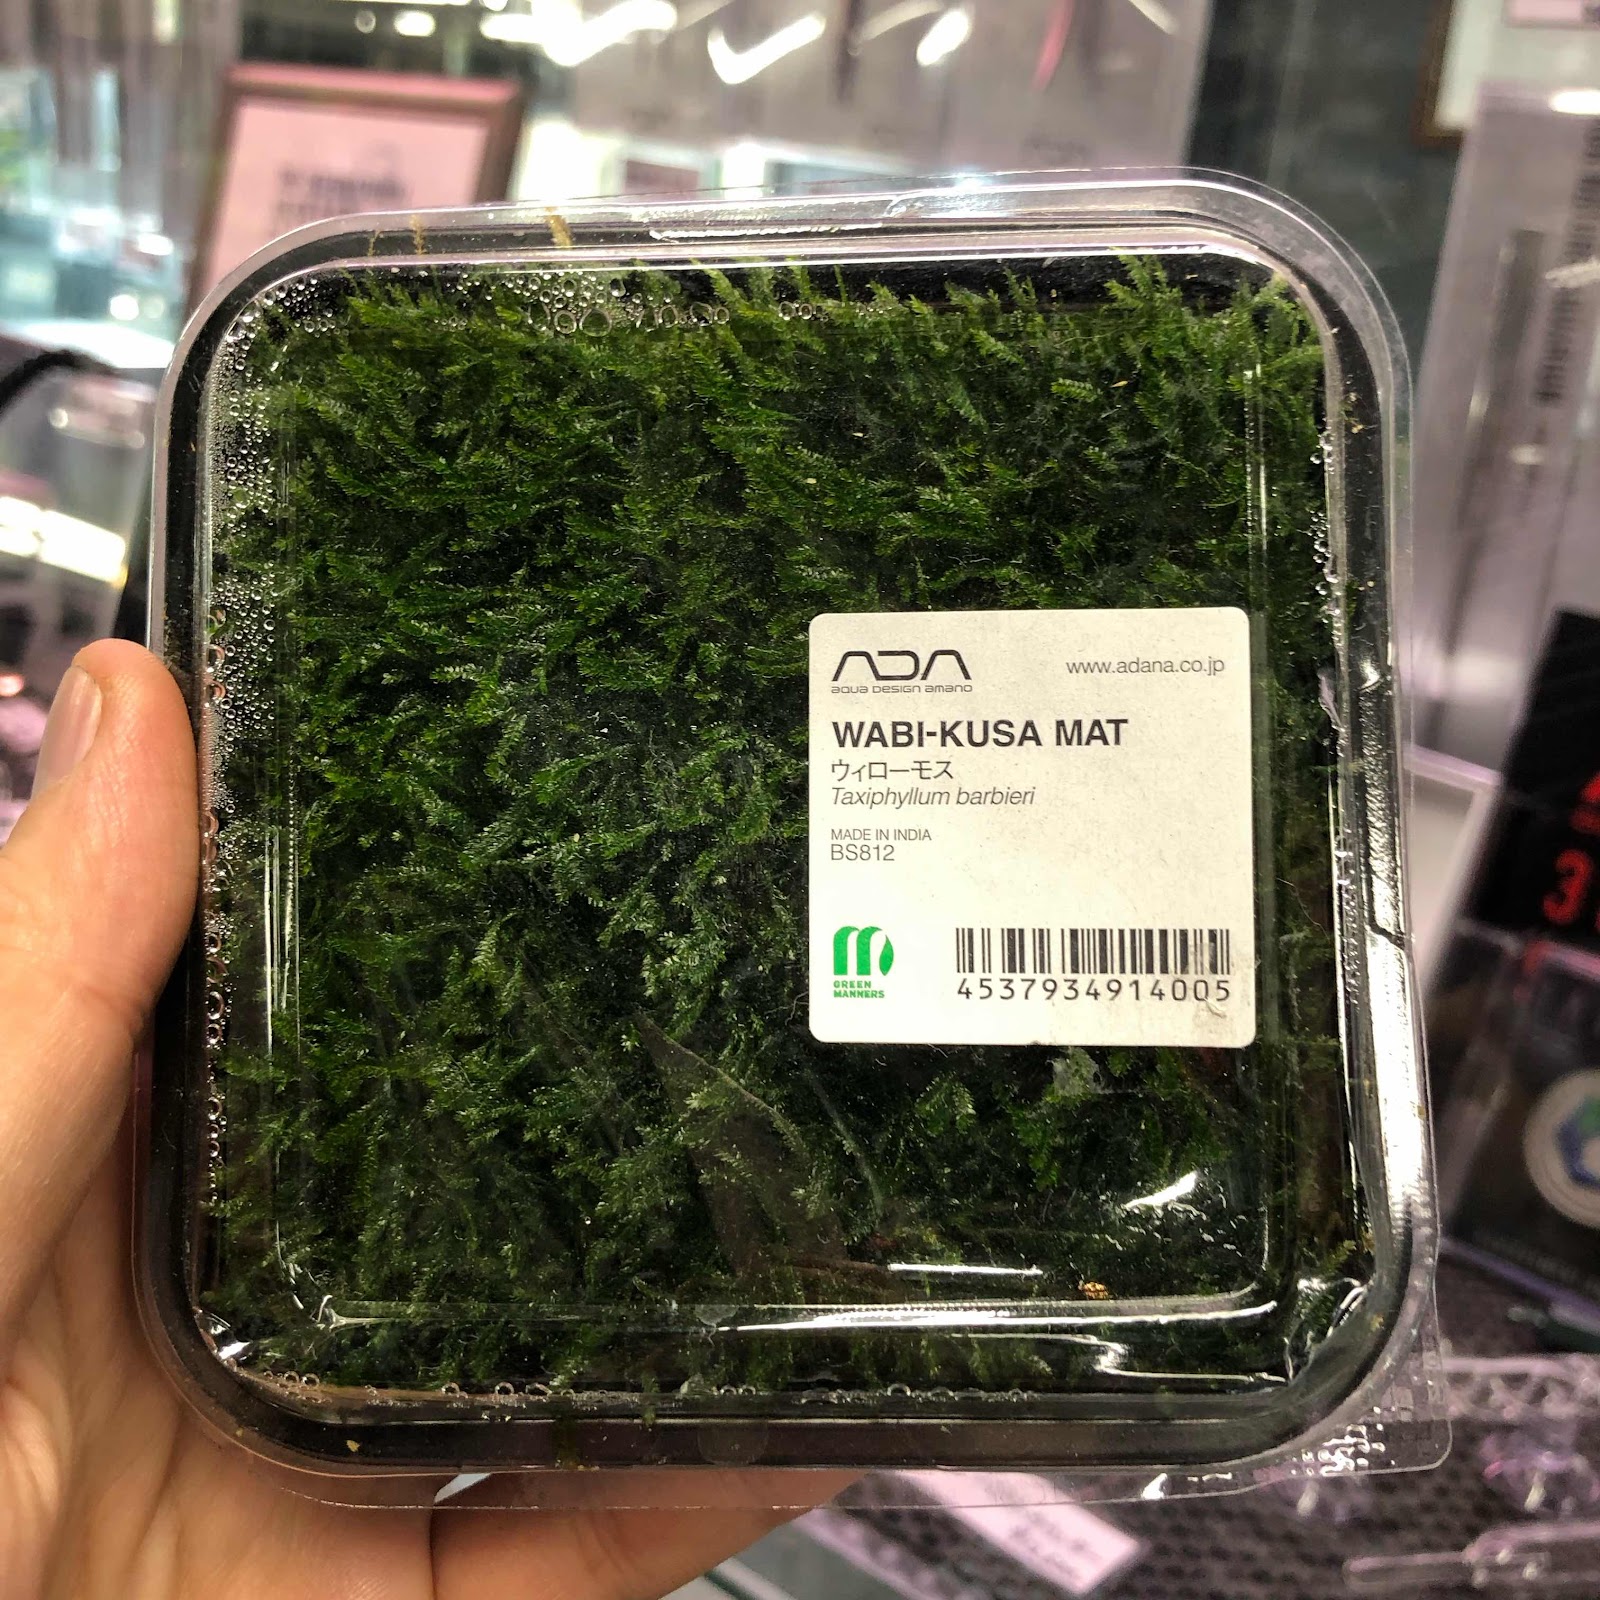 ADA
aqua DESIGN amano
www.adana.co.jp
WABI-KUSA MAT
ウィローモス
Taxiphyllum barbieri
MADE IN INDIA
BS812
GREEN
MANNERS
4537934914005
3